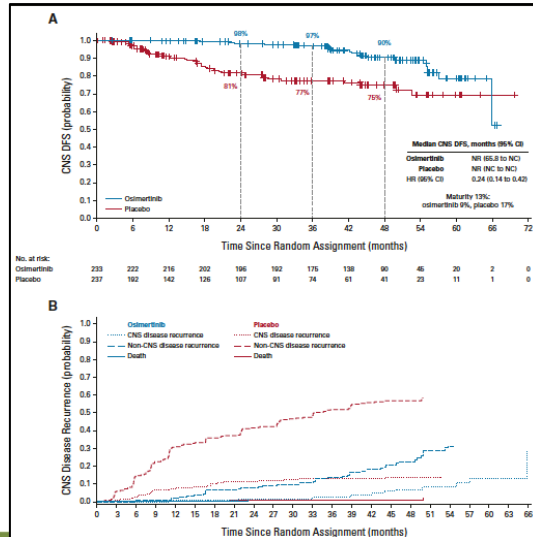 A
98%
97%
90%
81%
77%
75%
CNS DFS (probability)
1.0
0.9
0.8
0.7
0.6
0.5
0.4
0.3
0.2
0.1
0
Median CNS DFS, months (95% CI)
Osimertinib NR (65.8 to NC)
Placebo NR (NC to NC)
HR (95% CI) 0.24 (0.14 to 0.42)
Maturity 13%:
osimertinib 9%, placebo 17%
Osimertinib
Placebo
0 6 12 18 24 30 36 42 48 54 60 66 72
Time Since Random Assignment (months)
No. at risk:
Osimertinib 233 222 216 202 196 192 175 138 90 45 20 2 0
Placebo 237 192 142 126 107 91 74 61 41 23 11 1 0
B
Osimertinib Placebo
CNS disease recurrence CNS disease recurrence
Non-CNS disease recurrence Non-CNS disease recurrence
Death Death
CNS Disease Recurrence (probability)
1.0
0.9
0.8
0.7
0.6
0.5
0.4
0.3
0.2
0.1
0.0
0 3 6 9 12 15 18 21 24 27 30 33 36 39 42 45 48 51 54 57 60 63 66
Time Since Random Assignment (months)